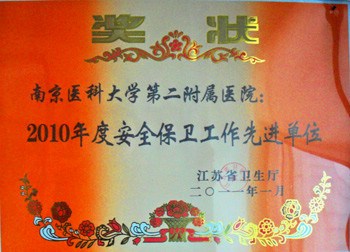 奖状
南京医科大学第二附属医院：
2010年度安全保卫工作先进单位
江苏省卫生厅
二〇一一年一月